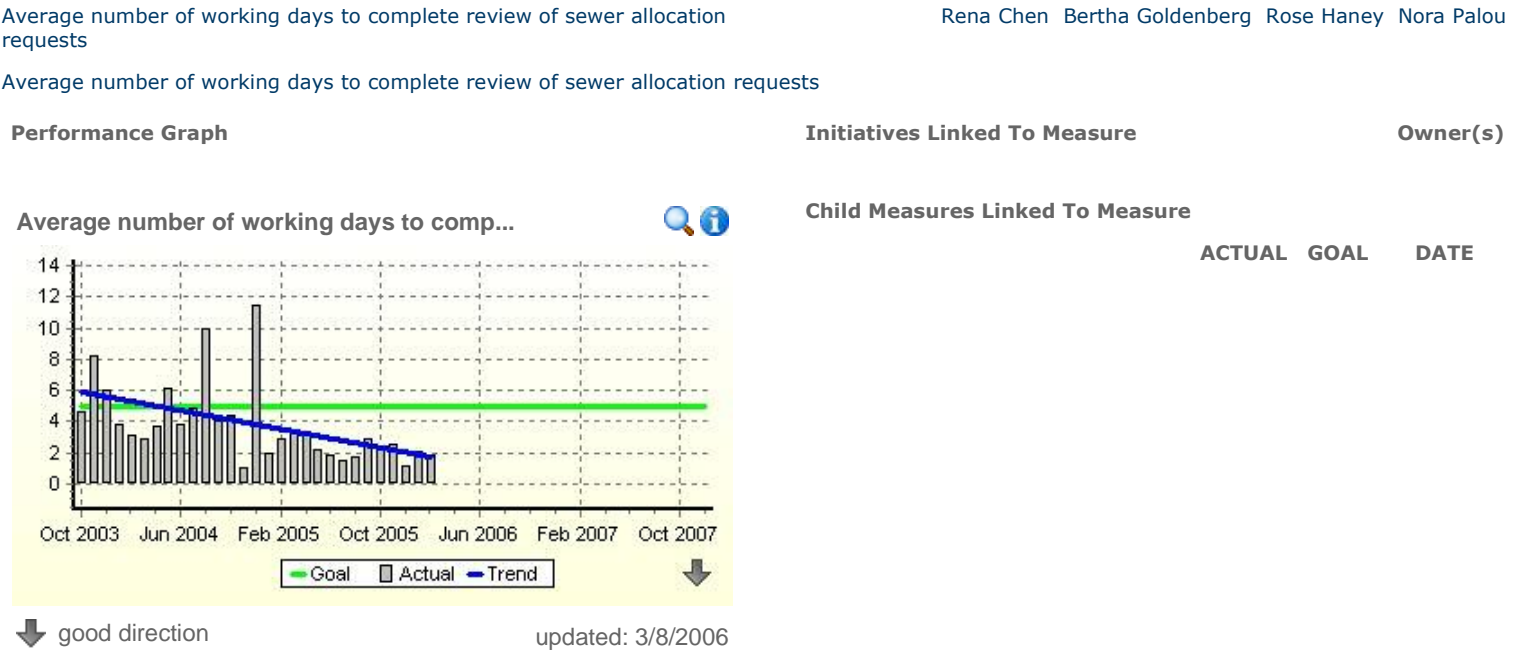 Average number of working days to complete review of sewer allocation
requests
Rena Chen Bertha Goldenberg Rose Haney Nora Palou
Average number of working days to complete review of sewer allocation requests
Performance Graph
Initiatives Linked To Measure
Owner(s)
Child Measures Linked To Measure
ACTUAL GOAL DATE
Average number of working days to comp...
14
12
10
8
6
4
2
0
Oct 2003 Jun 2004 Feb 2005 Oct 2005 Jun 2006 Feb 2007 Oct 2007
Goal Actual Trend
good direction
updated: 3/8/2006